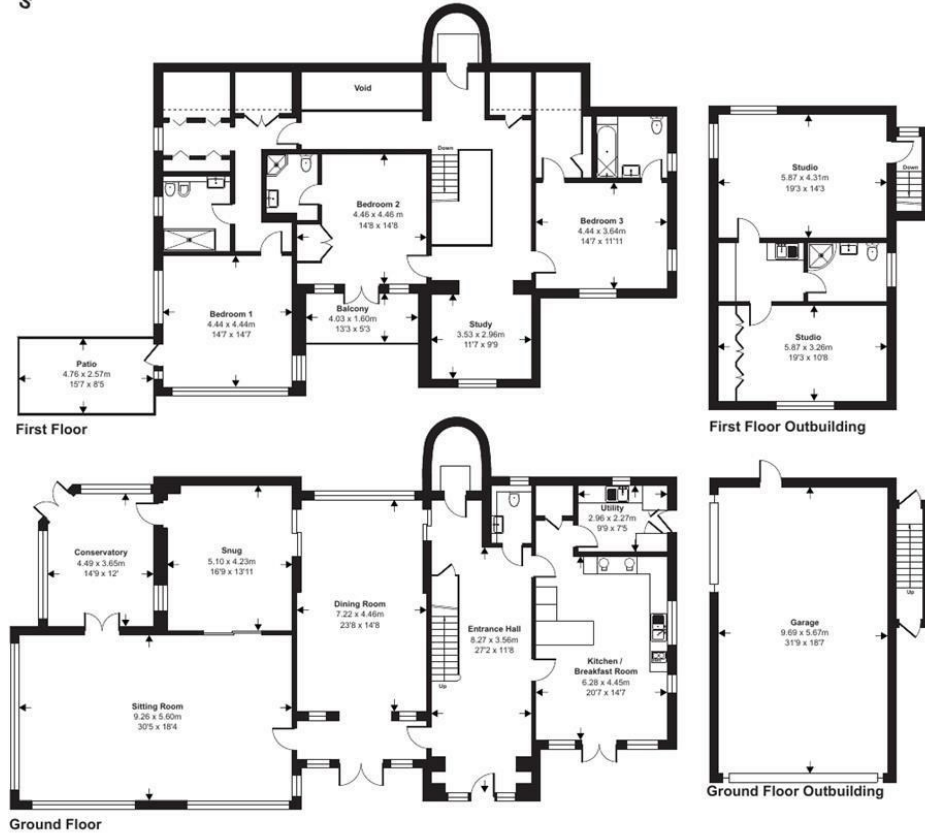 S
Void
Down
Bedroom 2
4.46 x 4.46 m
14'8 x 14'8
Bedroom 3
4.44 x 3.64m
14'7 x 11'11
Bedroom 1
4.44 x 4.44m
14'7 x 14'7
Balcony
4.03 x 1.60m
13'3 x 5'3
Study
3.53 x 2.96m
11'7 x 9'9
Patio
4.76 x 2.57m
15'7 x 8'5
First Floor
Studio
5.87 x 4.31m
19'3 x 14'3
Down
Studio
5.87 x 3.26m
19'3 x 10'8
First Floor Outbuilding
Conservatory
4.49 x 3.65m
14'9 x 12'
Snug
5.10 x 4.23m
16'9 x 13'11
Dining Room
7.22 x 4.46m
23'8 x 14'8
Entrance Hall
8.27 x 3.56m
27'2 x 11'8
Up
Utility
2.96 x 2.27m
9'9 x 7'5
Kitchen /
Breakfast Room
6.28 x 4.45m
20'7 x 14'7
Sitting Room
9.26 x 5.60m
30'5 x 18'4
Ground Floor
Garage
9.69 x 5.67m
31'9 x 18'7
Up
Ground Floor Outbuilding